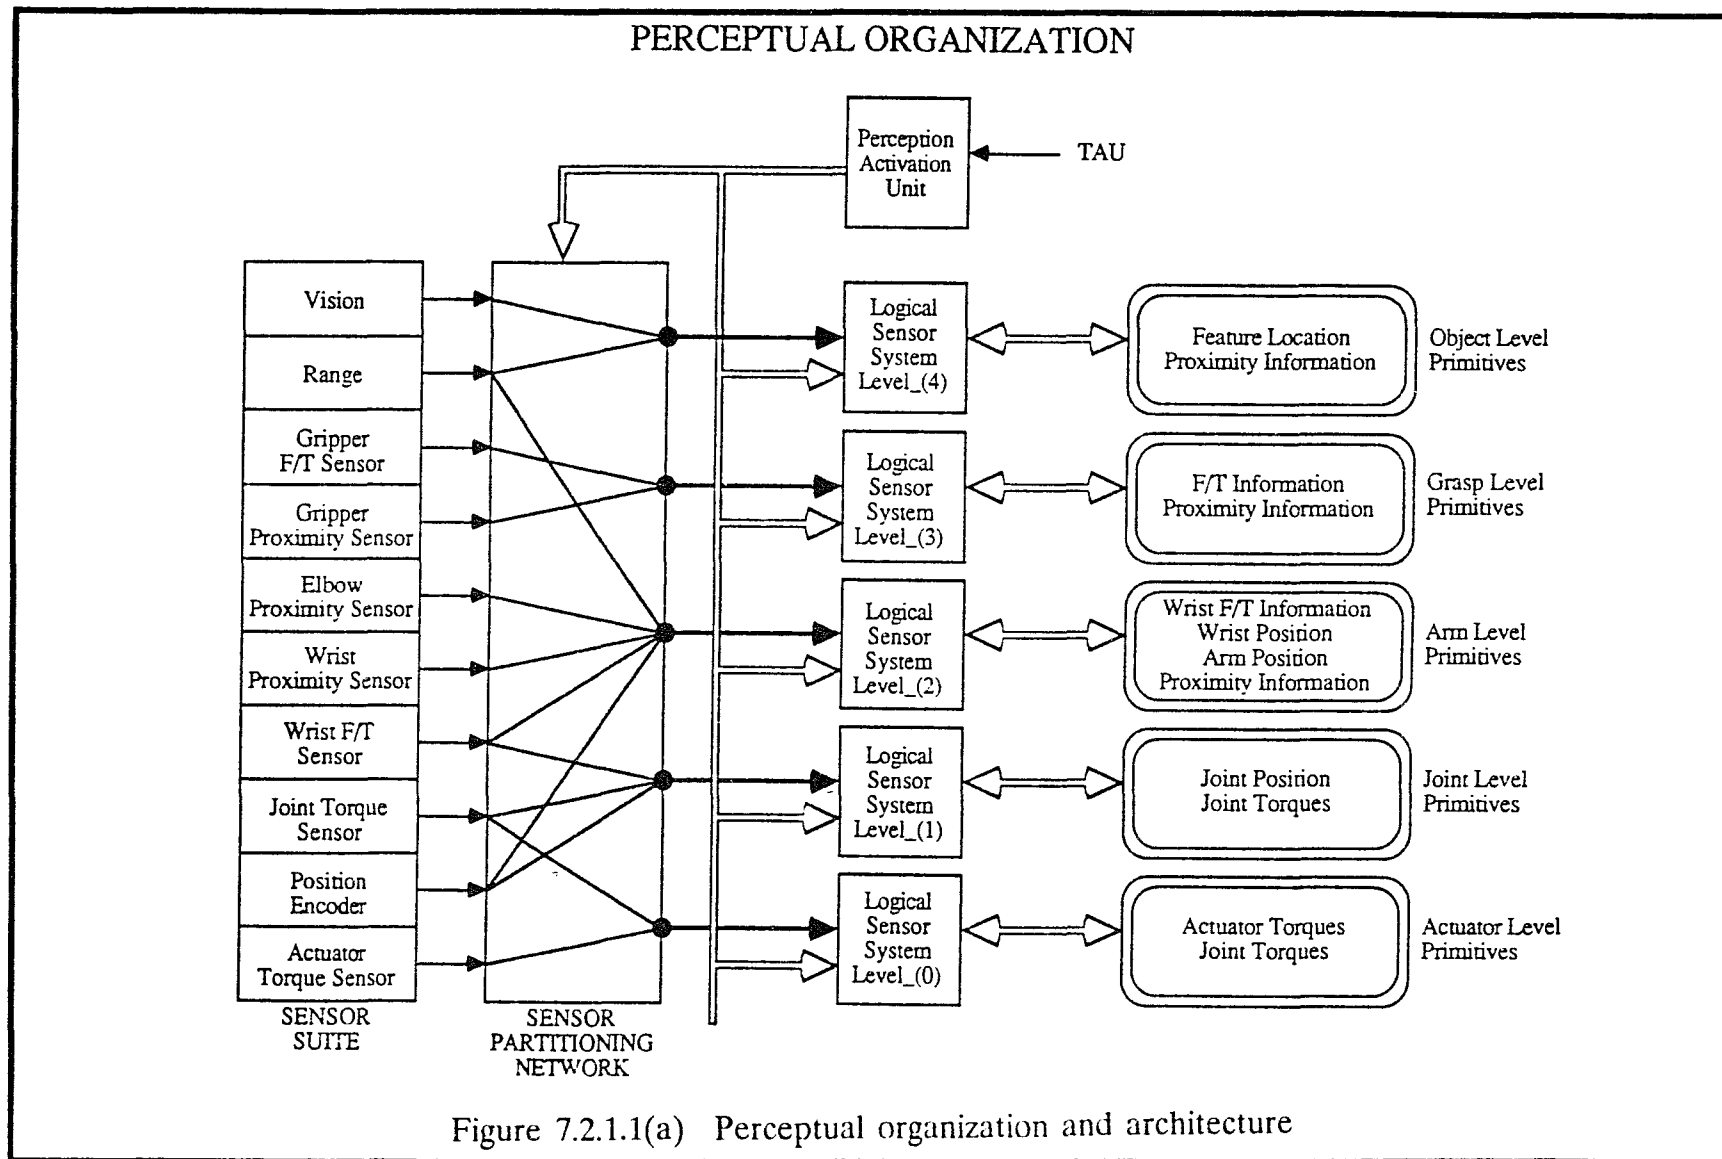 PERCEPTUAL ORGANIZATION
Perception
Activation
Unit
TAU
Vision
Range
Gripper
F/T Sensor
Gripper
Proximity Sensor
Elbow
Proximity Sensor
Wrist
Proximity Sensor
Wrist F/T
Sensor
Joint Torque
Sensor
Position
Encoder
Actuator
Torque Sensor
SENSOR
SUITE
SENSOR
PARTITIONING
NETWORK
Logical
Sensor
System
Level_(4)
Feature Location
Proximity Information
Object Level
Primitives
Logical
Sensor
System
Level_(3)
F/T Information
Proximity Information
Grasp Level
Primitives
Logical
Sensor
System
Level_(2)
Wrist F/T Information
Wrist Position
Arm Position
Proximity Information
Arm Level
Primitives
Logical
Sensor
System
Level_(1)
Joint Position
Joint Torques
Joint Level
Primitives
Logical
Sensor
System
Level_(0)
Actuator Torques
Joint Torques
Actuator Level
Primitives
Figure 7.2.1.1(a) Perceptual organization and architecture